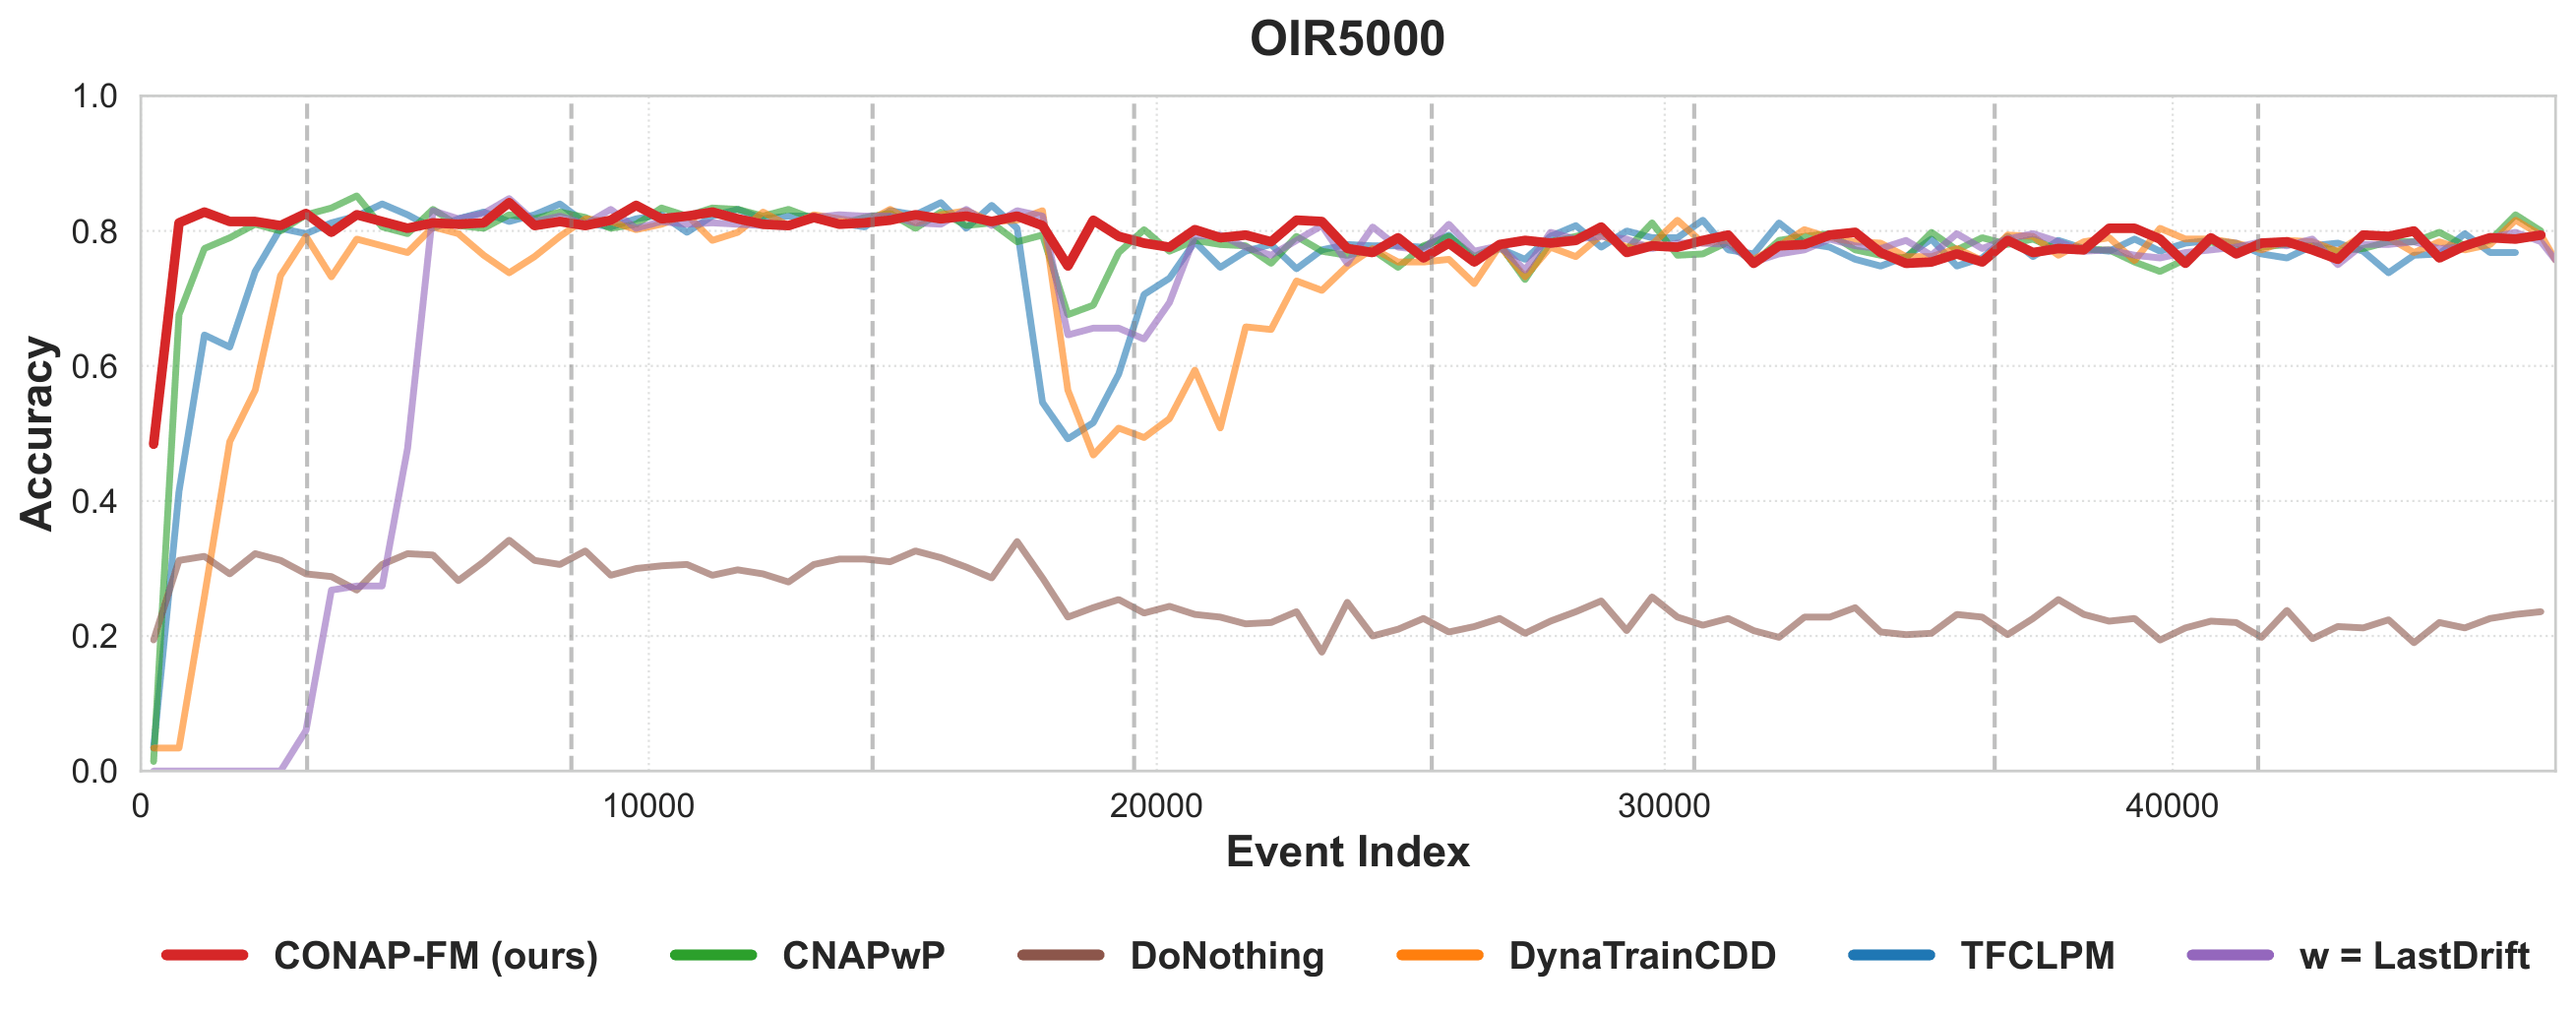 OIR5000
1.0
0.8
0.6
0.4
0.2
0.0
Accuracy
0 10000 20000 30000 40000
Event Index
CONAP-FM (ours) CNAPwP DoNothing DynaTrainCDD TFCLPM w = LastDrift